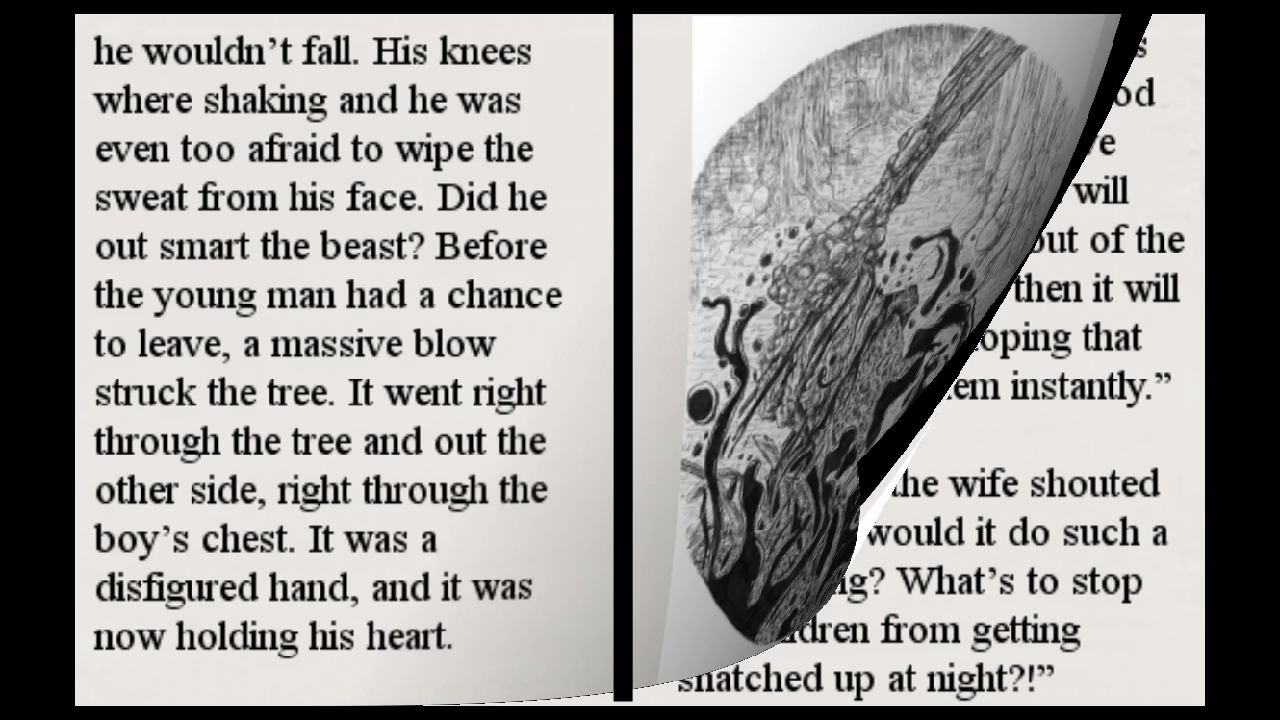 he wouldn’t fall. His knees
where shaking and he was
even too afraid to wipe the
sweat from his face. Did he
out smart the beast? Before
the young man had a chance
to leave, a massive blow
struck the tree. It went right
through the tree and out the
other side, right through the
boy’s chest. It was a
disfigured hand, and it was
now holding his heart.
will
out of the
then it will
hoping that
instantly.”
the wife shouted
would it do such a
What’s to stop
from getting
snatched up at night?!”